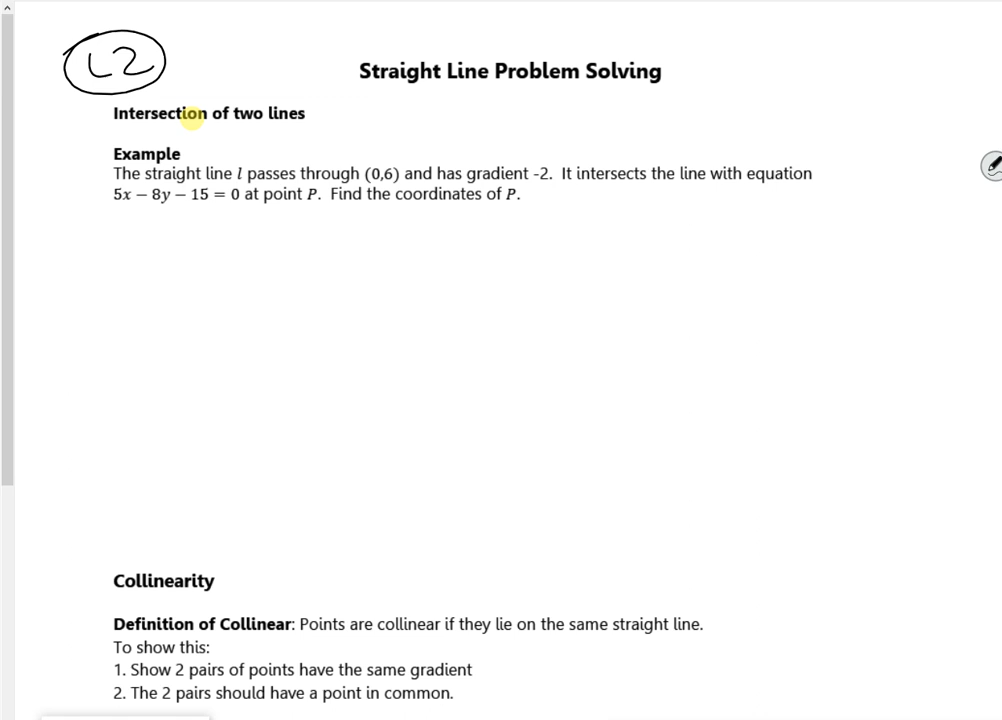 L2
Straight Line Problem Solving
Intersection of two lines
Example
The straight line l passes through (0,6) and has gradient -2.  It intersects the line with equation
5x − 8y − 15 = 0 at point P.  Find the coordinates of P.
Collinearity
Definition of Collinear: Points are collinear if they lie on the same straight line.
To show this:
1. Show 2 pairs of points have the same gradient
2. The 2 pairs should have a point in common.